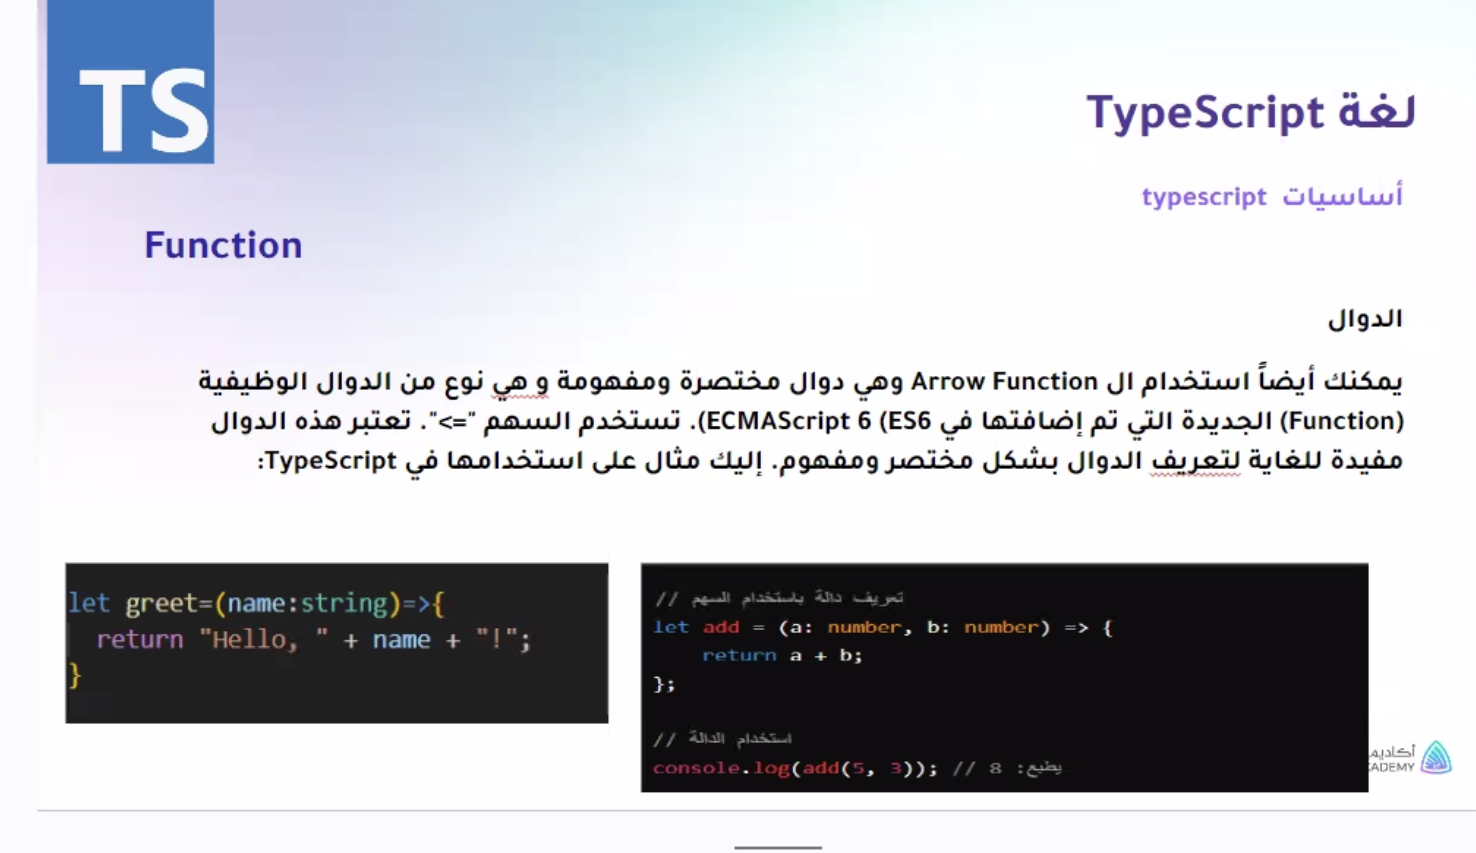 TS
لغة TypeScript
أساسيات typescript
Function
الدوال
يمكنك أيضاً استخدام ال Arrow Function وهي دوال مختصرة ومفهومة و هي نوع من الدوال الوظيفية
(Function) الجديدة التي تم إضافتها في ECMAScript 6 (ES6). تستخدم السهم "=>". تعتبر هذه الدوال
مفيدة للغاية لتعريف الدوال بشكل مختصر ومفهوم. إليك مثال على استخدامها في TypeScript:
let greet=(name:string)=>{
return "Hello, " + name + "!";
}
// تعريف دالة باستخدام السهم
let add = (a: number, b: number) => {
return a + b;
};
// استخدام الدالة
console.log(add(5, 3)); // يطبع: 8